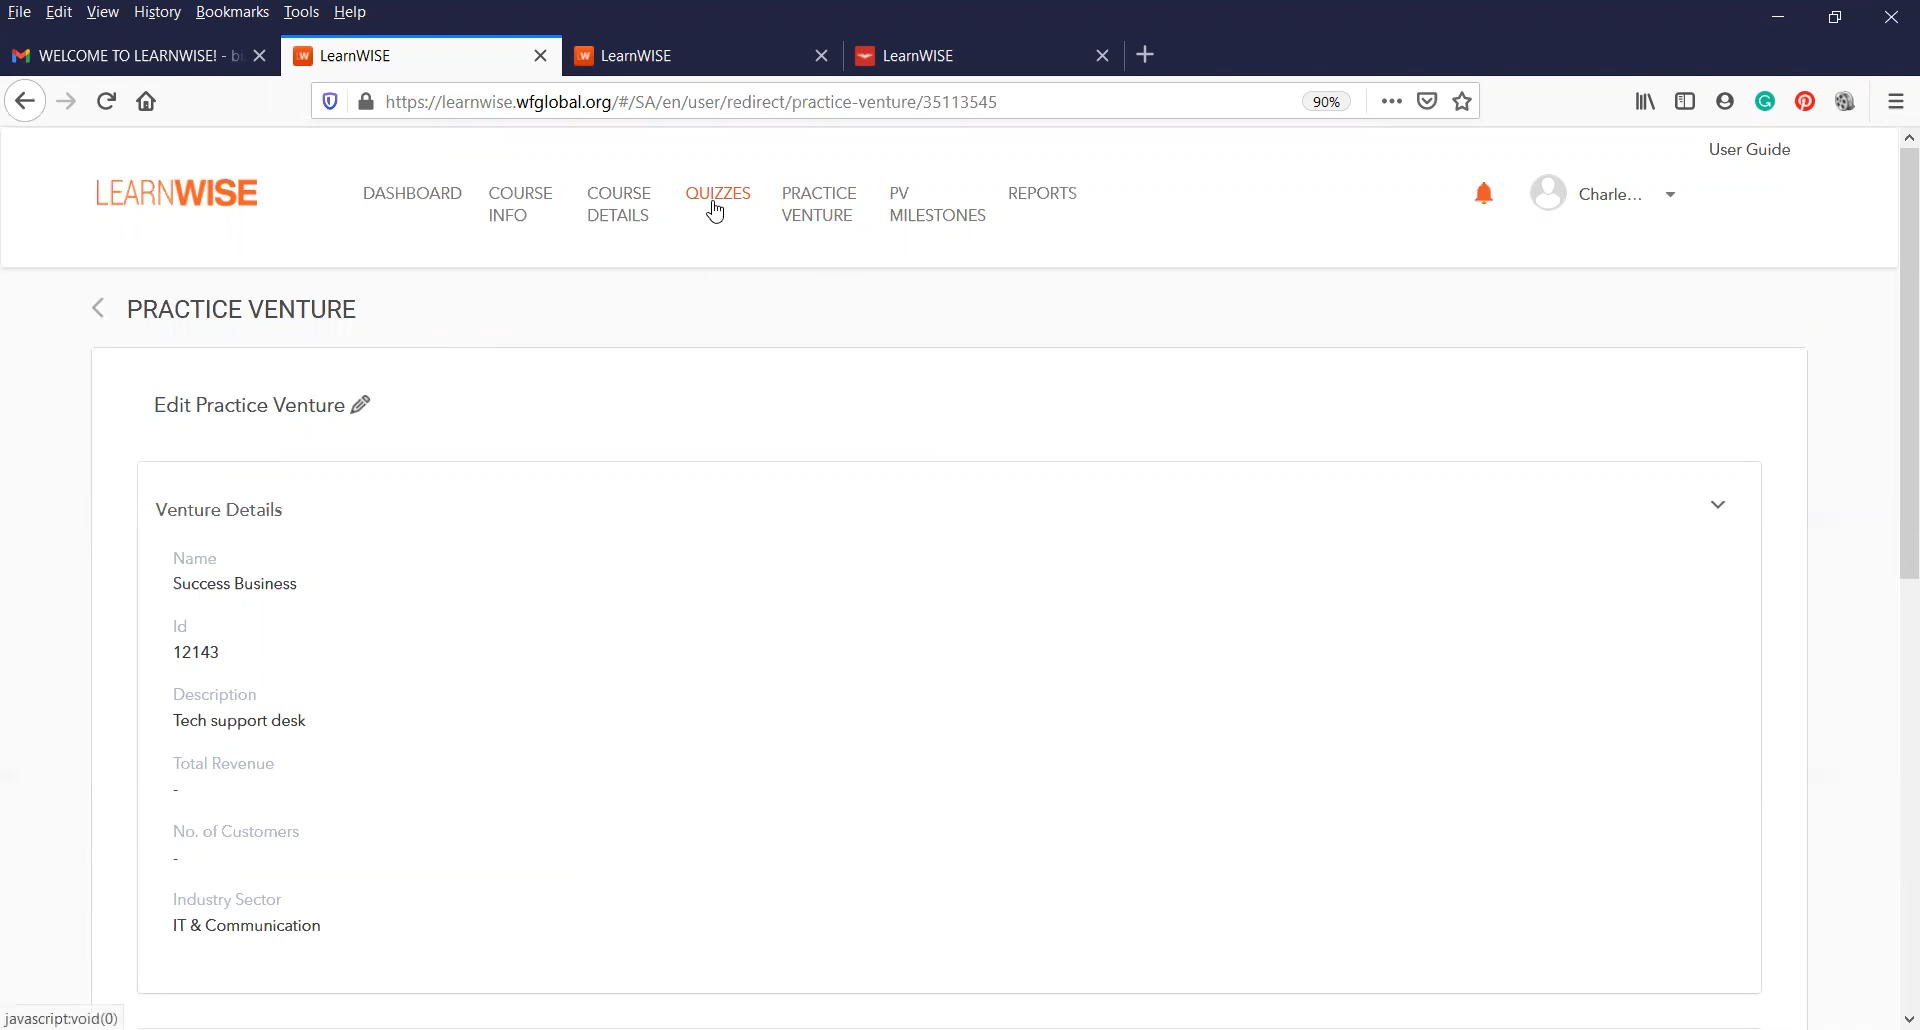 File Edit View History Bookmarks Tools Help
WELCOME TO LEARNWISE! - b
LearnWISE
LearnWISE
LearnWISE
https://learnwise.wfglobal.org/#/SA/en/user/redirect/practice-venture/35113545
90%
User Guide
LEARNWISE
DASHBOARD
COURSE
INFO
COURSE
DETAILS
QUIZZES
PRACTICE
VENTURE
PV
MILESTONES
REPORTS
Charle...
PRACTICE VENTURE
Edit Practice Venture
Venture Details
Name
Success Business
Id
12143
Description
Tech support desk
Total Revenue
-
No. of Customers
-
Industry Sector
IT & Communication
javascript:void(0)